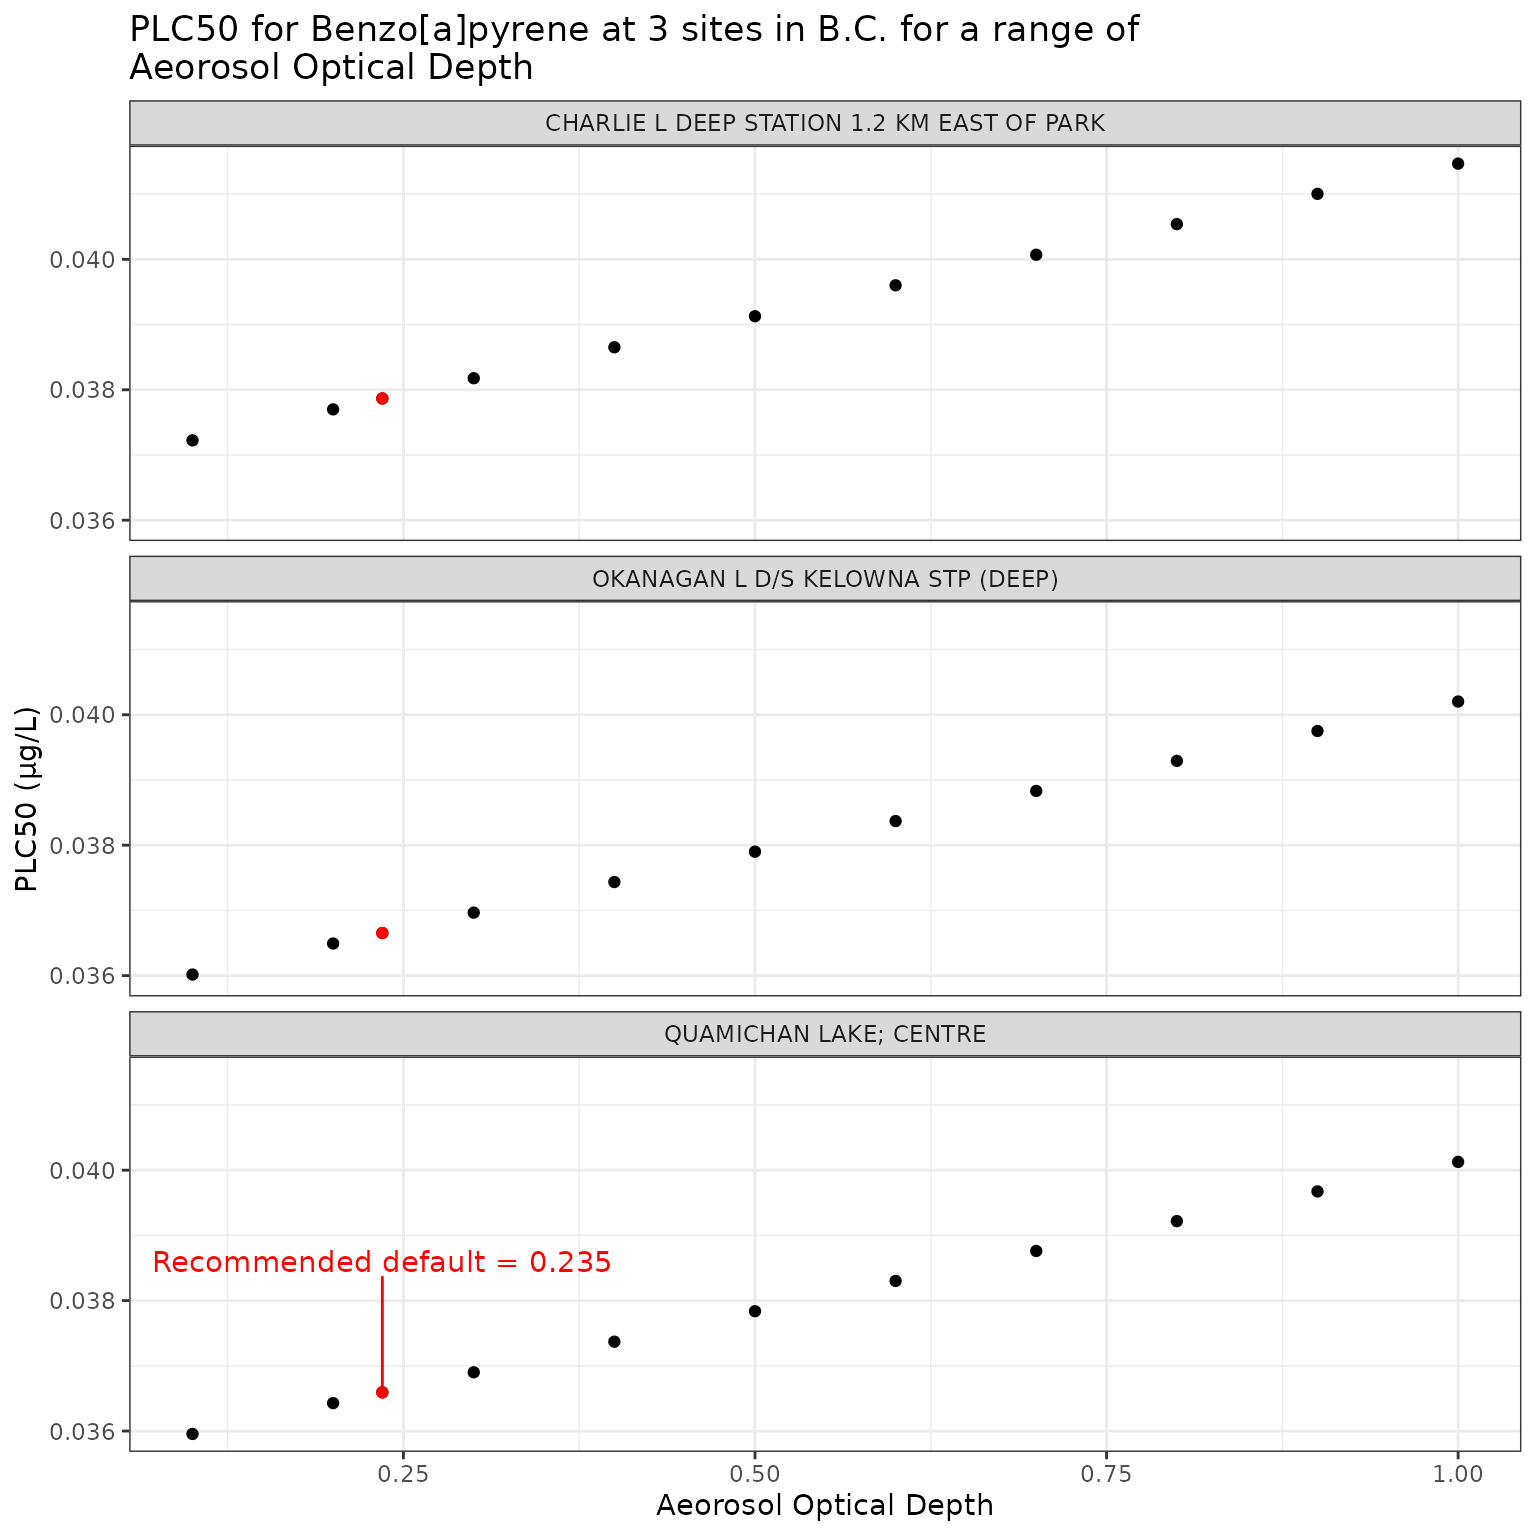 PLC50 for Benzo[a]pyrene at 3 sites in B.C. for a range of
Aeorosol Optical Depth
CHARLIE L DEEP STATION 1.2 KM EAST OF PARK
0.040
0.038
0.036
OKANAGAN L D/S KELOWNA STP (DEEP)
0.040
0.038
0.036
PLC50 (µg/L)
QUAMICHAN LAKE; CENTRE
0.040
Recommended default = 0.235
0.038
0.036
0.25 0.50 0.75 1.00
Aeorosol Optical Depth